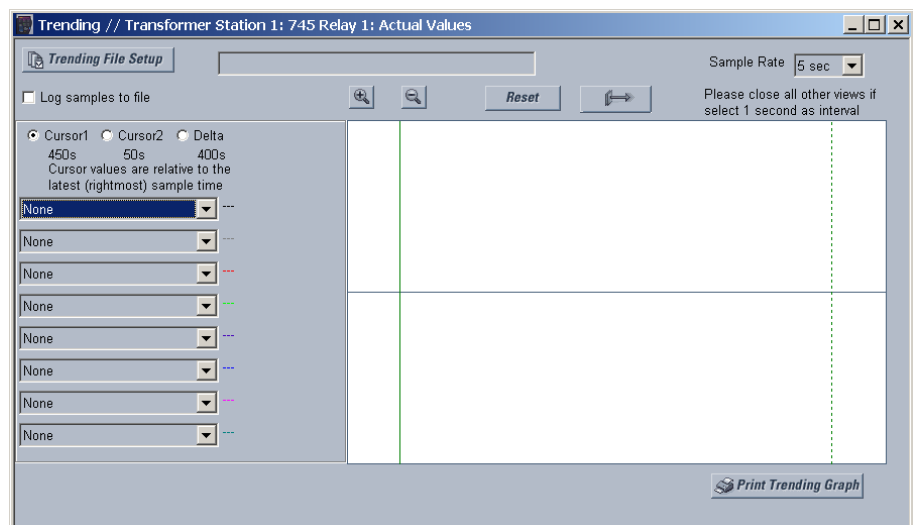 Trending // Transformer Station 1: 745 Relay 1: Actual Values
Trending File Setup
Sample Rate 5 sec
Log samples to file
Reset
Please close all other views if
select 1 second as interval
Cursor1 Cursor2 Delta
450s 50s 400s
Cursor values are relative to the
latest (rightmost) sample time
None ---
None ---
None ---
None ---
None ---
None ---
None ---
None ---
Print Trending Graph